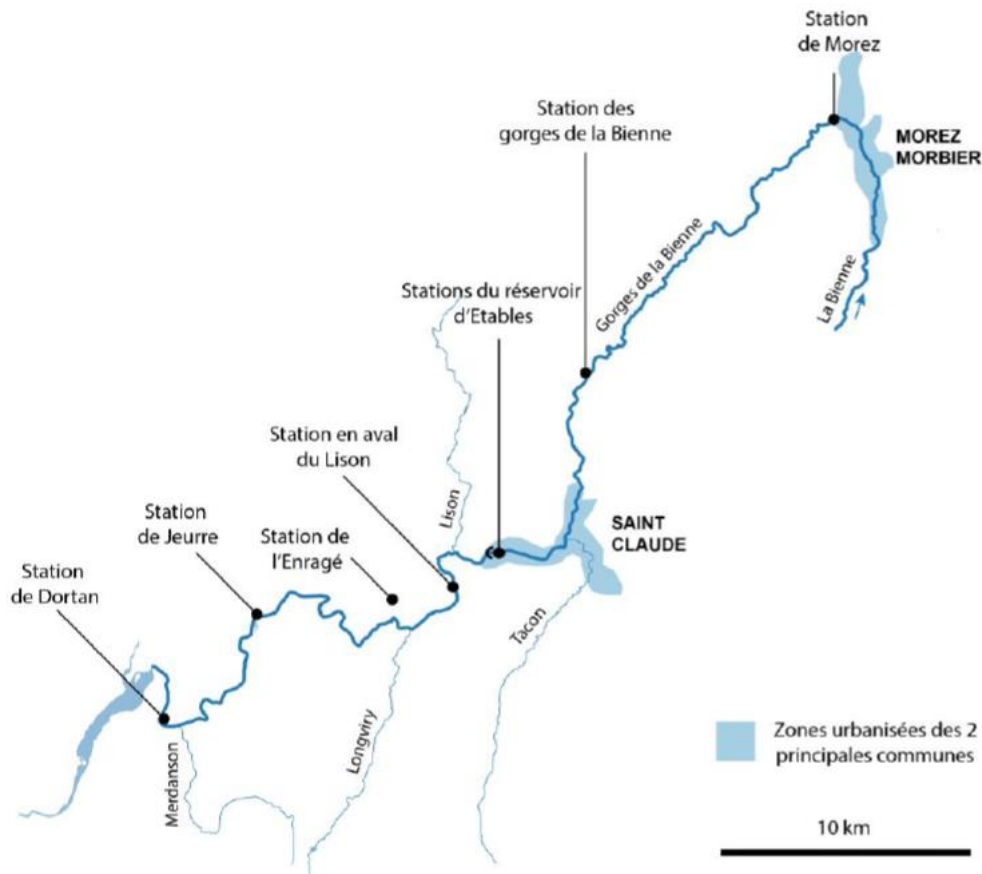 Station
de Morez
Station des
gorges de la Bienne
MOREZ
MORBIER
Gorges de la Bienne
La Bienne
Stations du réservoir
d'Etables
Station en aval
du Lison
Lison
SAINT
CLAUDE
Station
de Jeurre
Station de
l'Enragé
Station
de Dortan
Tacon
Longviry
Merdanson
Zones urbanisées des 2
principales communes
10 km